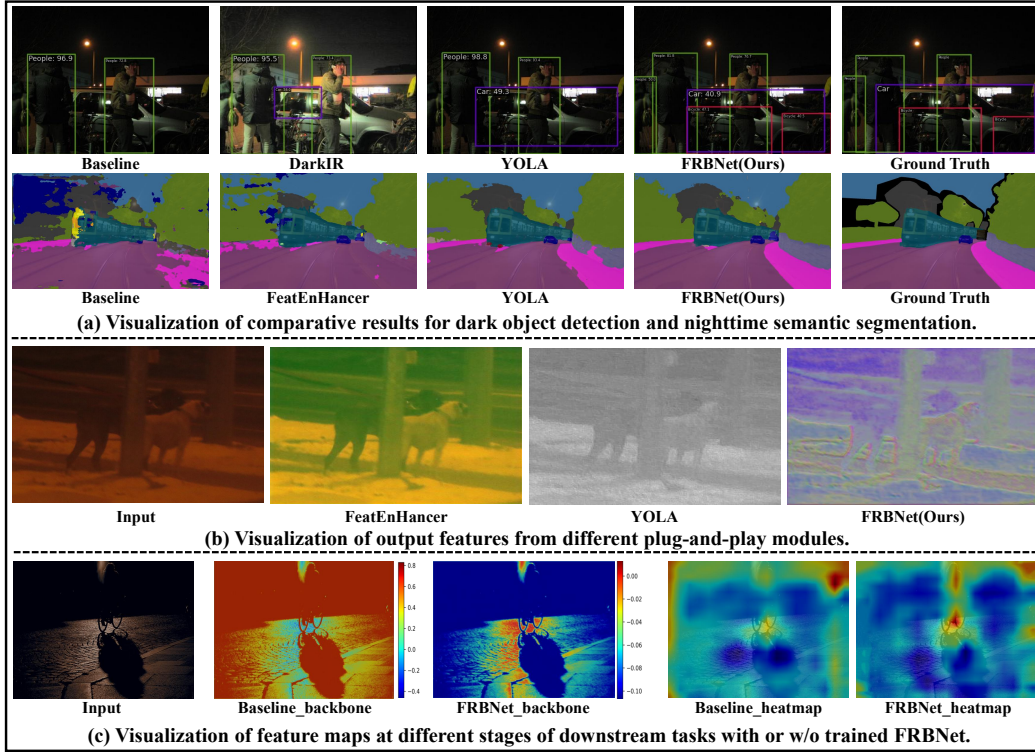 People: 96.9
People: 95.5
People: 98.8
Car: 49.3
Car: 40.9
People
People
Car
Bicycle
Bicycle
Baseline DarkIR YOLA FRBNet(Ours) Ground Truth
Baseline FeatEnHancer YOLA FRBNet(Ours) Ground Truth
(a) Visualization of comparative results for dark object detection and nighttime semantic segmentation.
Input FeatEnHancer YOLA FRBNet(Ours)
(b) Visualization of output features from different plug-and-play modules.
0.8
0.6
0.4
0.2
0.0
−0.2
−0.4
0.00
−0.02
−0.04
−0.06
−0.08
−0.10
Input Baseline_backbone FRBNet_backbone Baseline_heatmap FRBNet_heatmap
(c) Visualization of feature maps at different stages of downstream tasks with or w/o trained FRBNet.